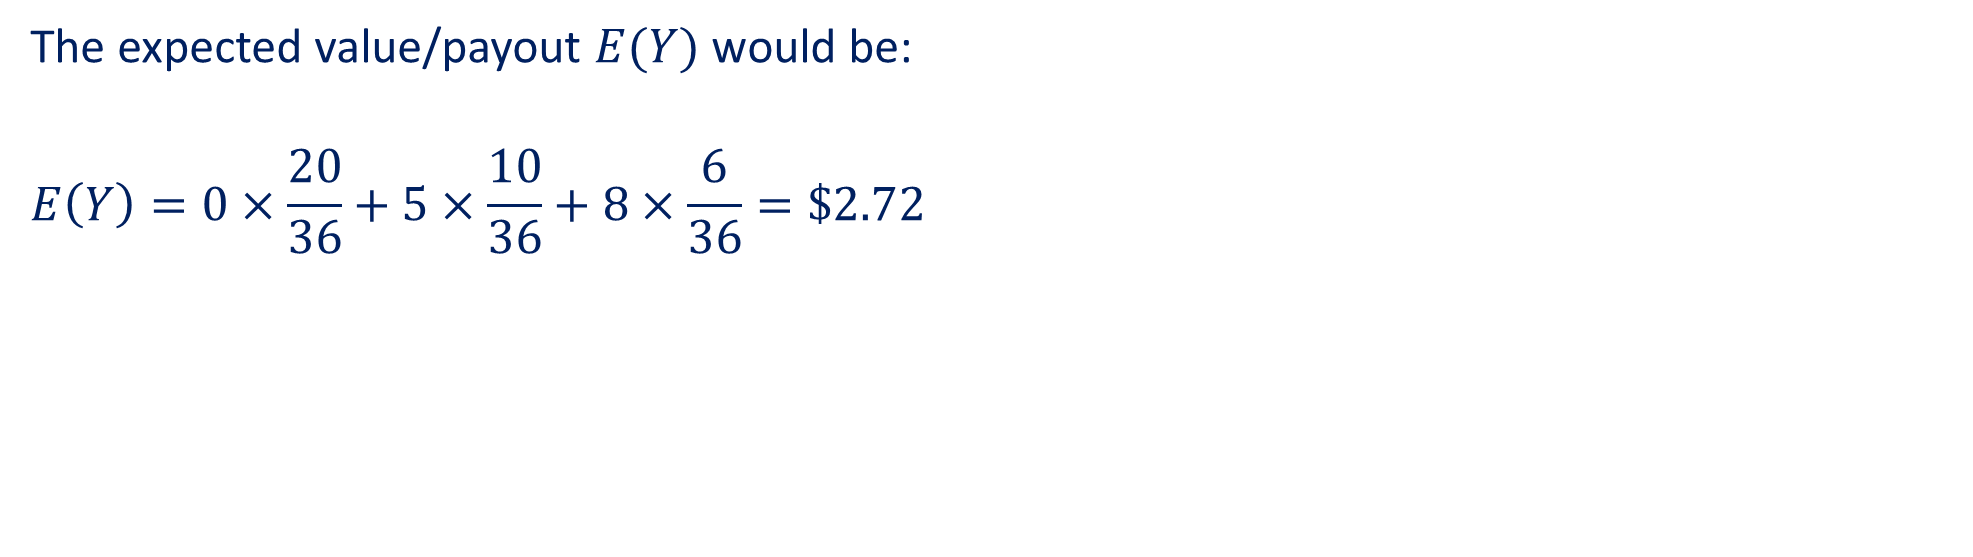 The expected value/payout E(Y) would be:
E(Y) = 0 × 20/36 + 5 × 10/36 + 8 × 6/36 = $2.72